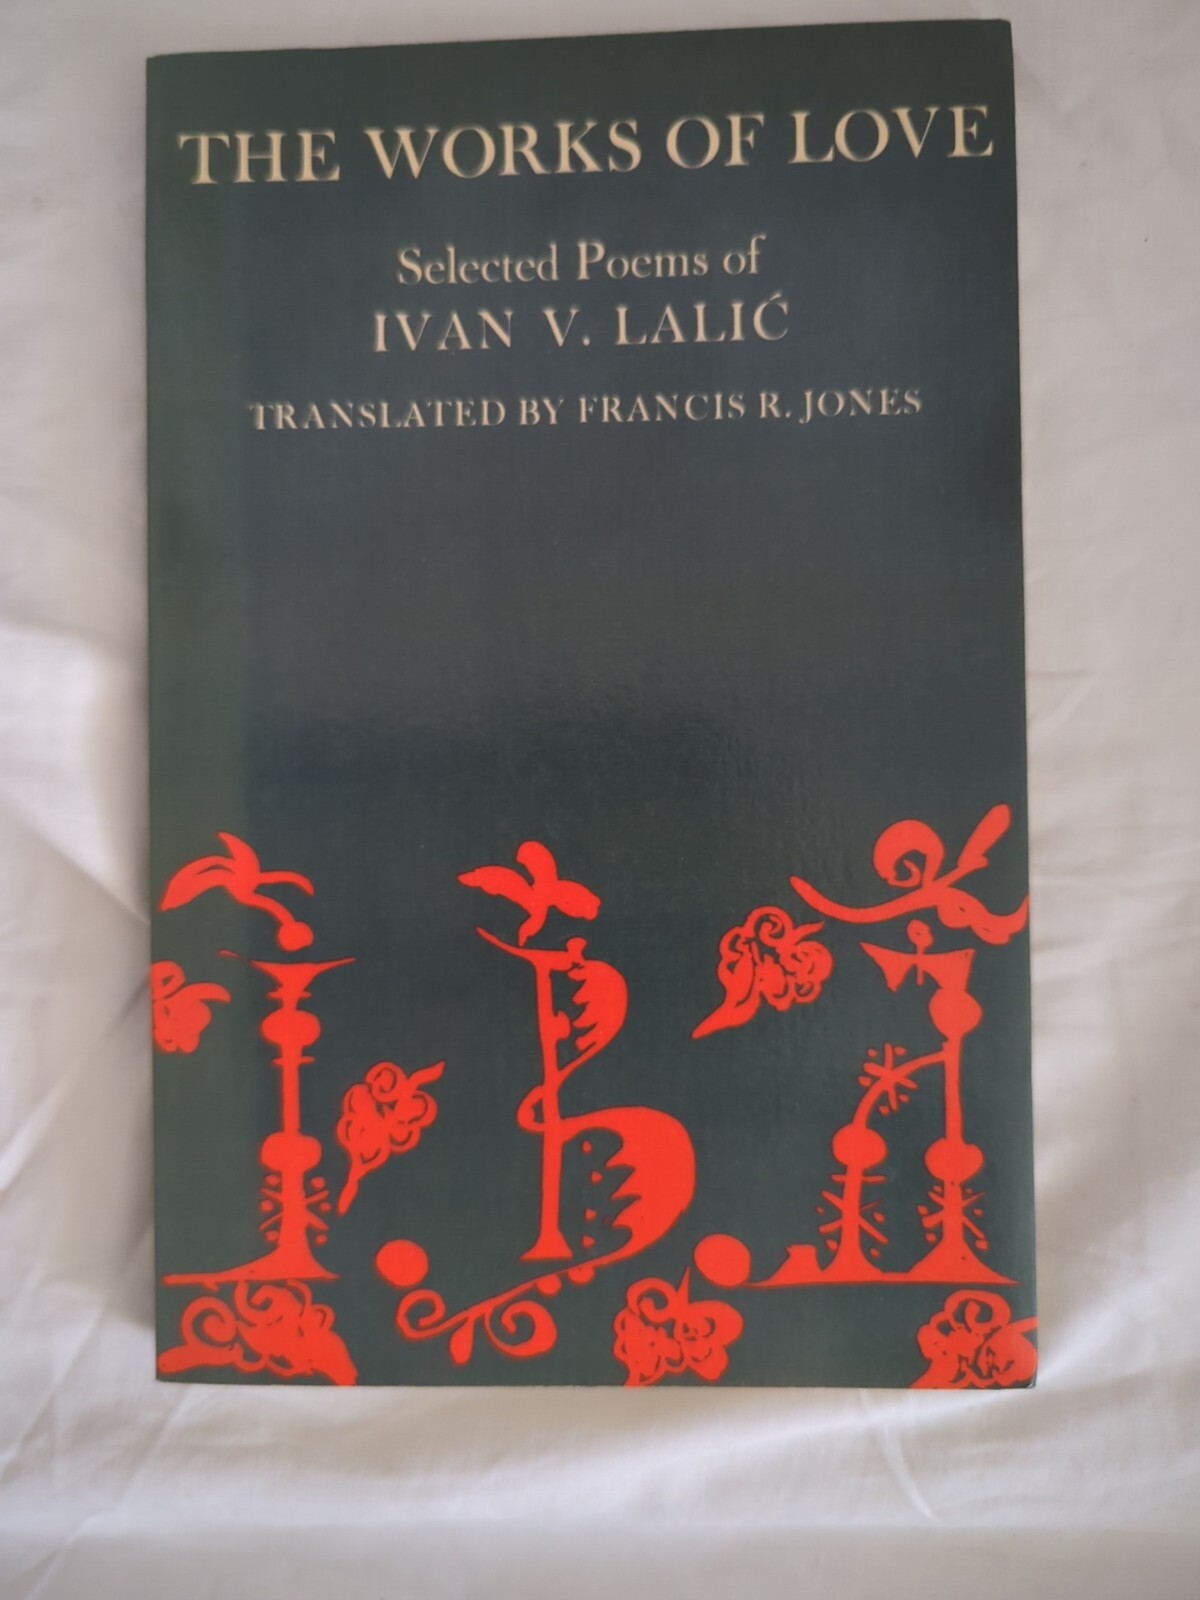 THE WORKS OF LOVE
Selected Poems of
IVAN V. LALIĆ
TRANSLATED BY FRANCIS R. JONES
І.В.Л